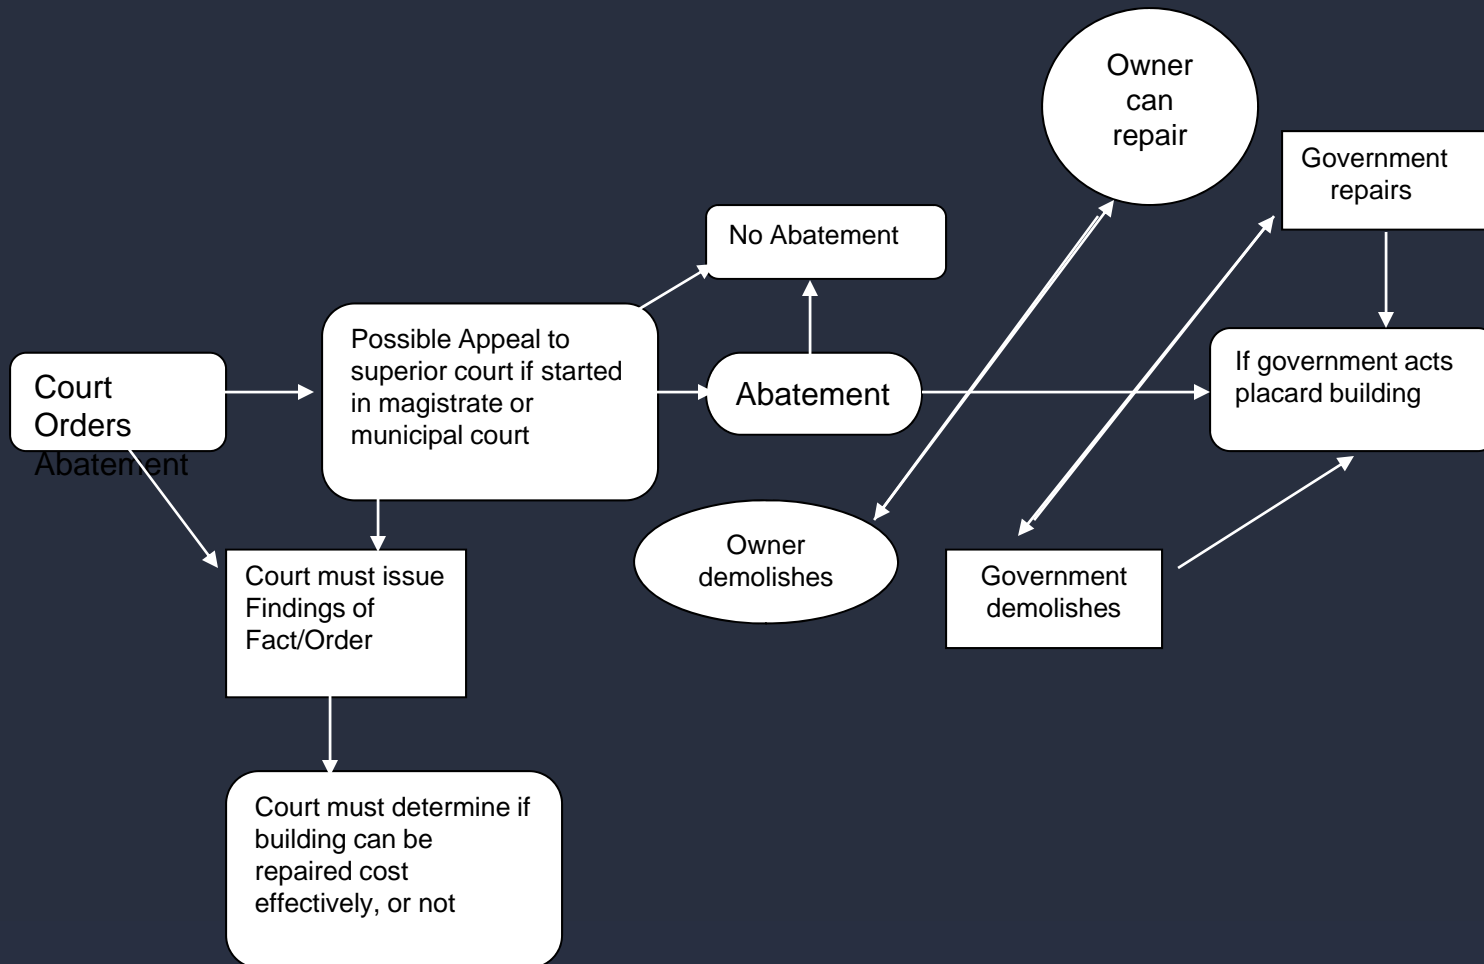 Owner
can
repair
Government
repairs
No Abatement
Possible Appeal to
superior court if started
in magistrate or
municipal court
Court
Orders
Abatement
Abatement
If government acts
placard building
Owner
demolishes
Government
demolishes
Court must issue
Findings of
Fact/Order
Court must determine if
building can be
repaired cost
effectively, or not